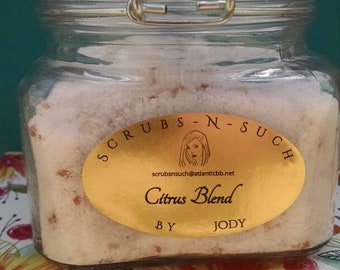 SCRUBS-N-SUCH
scrubsnsuch@atlanticbb.net
Citrus Blend
BY JODY